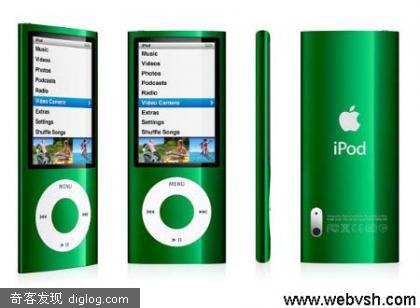 iPod
Music
Videos
Photos
Podcasts
Radio
Video Camera
Extras
Settings
Shuffle Songs
MENU
iPod
Music
Videos
Photos
Podcasts
Radio
Video Camera
Extras
Settings
Shuffle Songs
MENU
iPod
奇客发现 diglog.com
www.webvsh.com